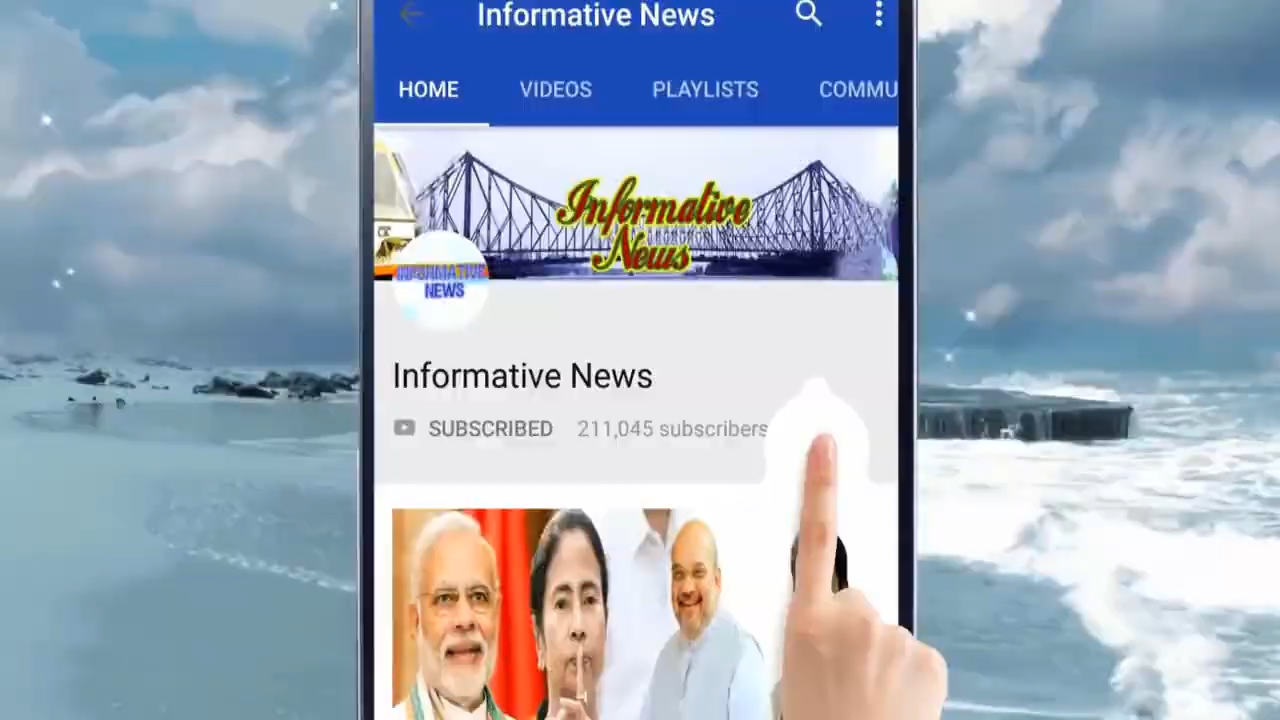 Informative News
HOME VIDEOS PLAYLISTS COMMU
Informative
News
INFORMATIVE
NEWS
Informative News
SUBSCRIBED 211,045 subscribers